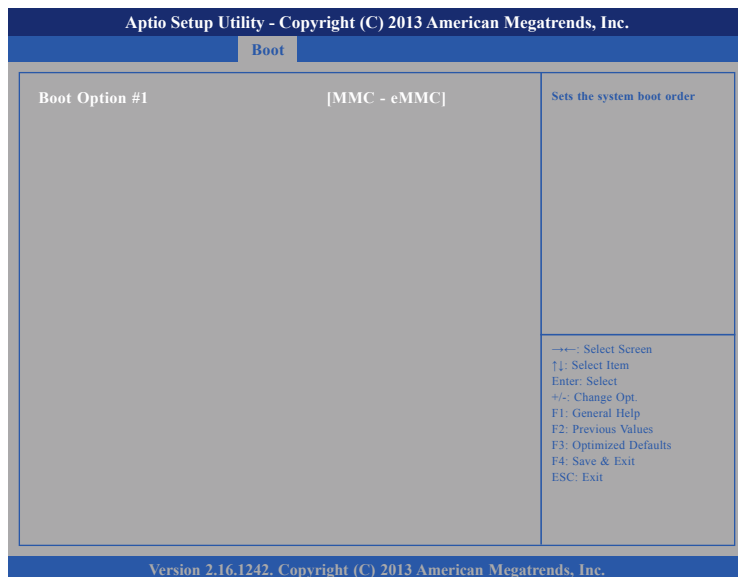 Aptio Setup Utility - Copyright (C) 2013 American Megatrends, Inc.
Boot
Boot Option #1 [MMC - eMMC]
Sets the system boot order
→←: Select Screen
↑↓: Select Item
Enter: Select
+/-: Change Opt.
F1: General Help
F2: Previous Values
F3: Optimized Defaults
F4: Save & Exit
ESC: Exit
Version 2.16.1242. Copyright (C) 2013 American Megatrends, Inc.